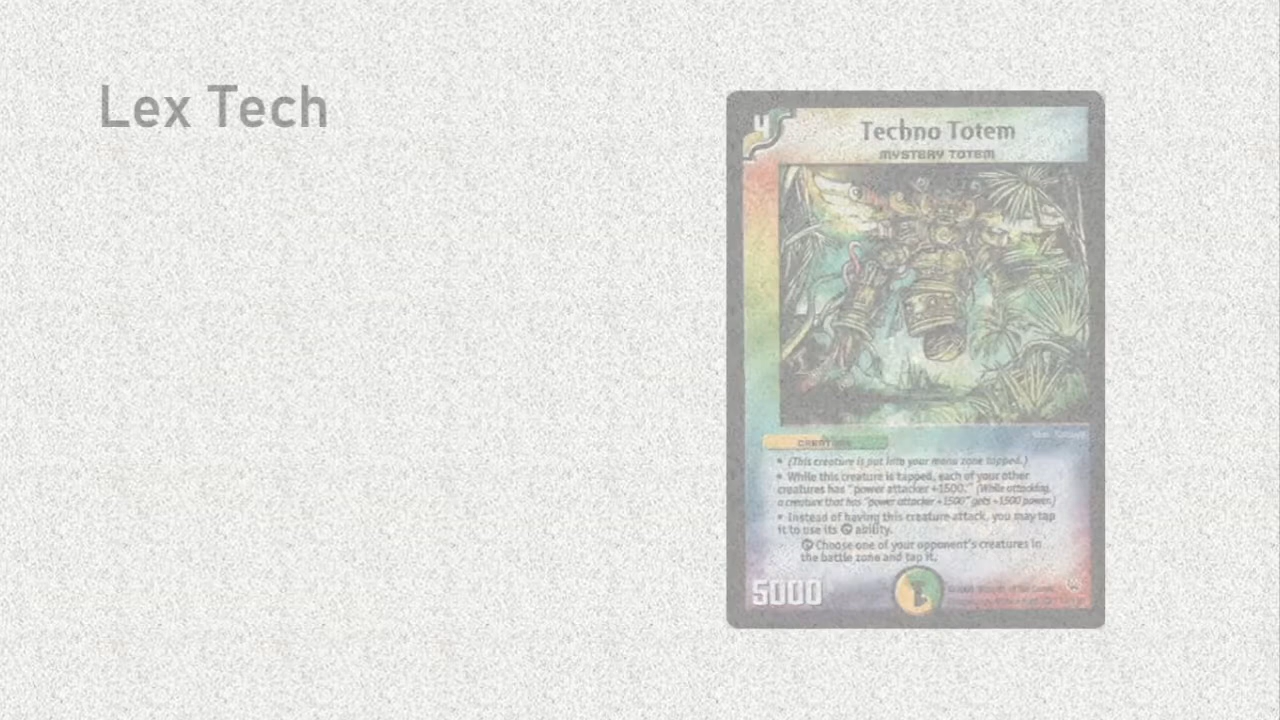 Lex Tech
4
Techno Totem
MYSTERY TOTEM
CREATURE
• (This creature is put into your mana zone tapped.)
• While this creature is tapped, each of your other
creatures has "power attacker +1500." (While attacking,
a creature that has "power attacker +1500" gets +1500 power.)
• Instead of having this creature attack, you may tap
it to use its ability.
Choose one of your opponent's creatures in
the battle zone and tap it.
5000
1